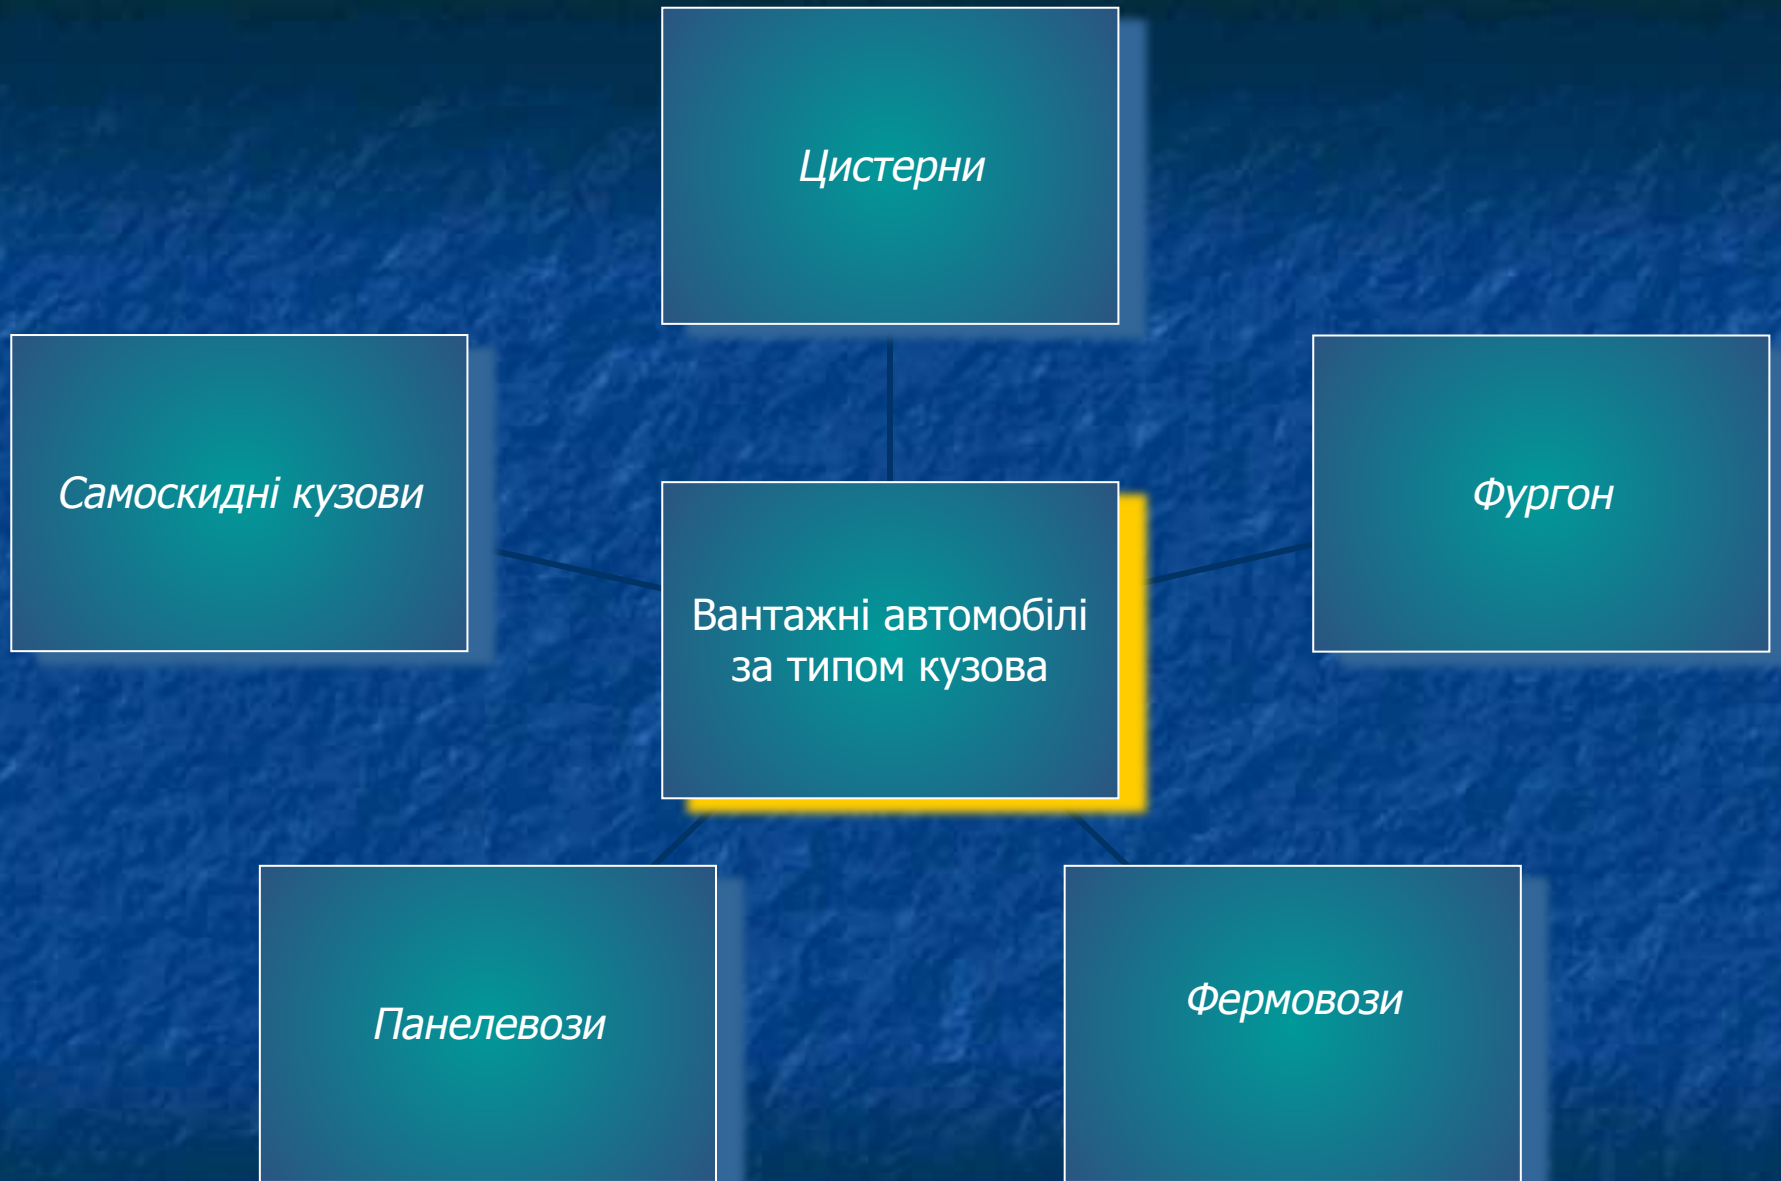 Цистерни
Самоскидні кузови
Фургон
Вантажні автомобілі
за типом кузова
Панелевози
Фермовози